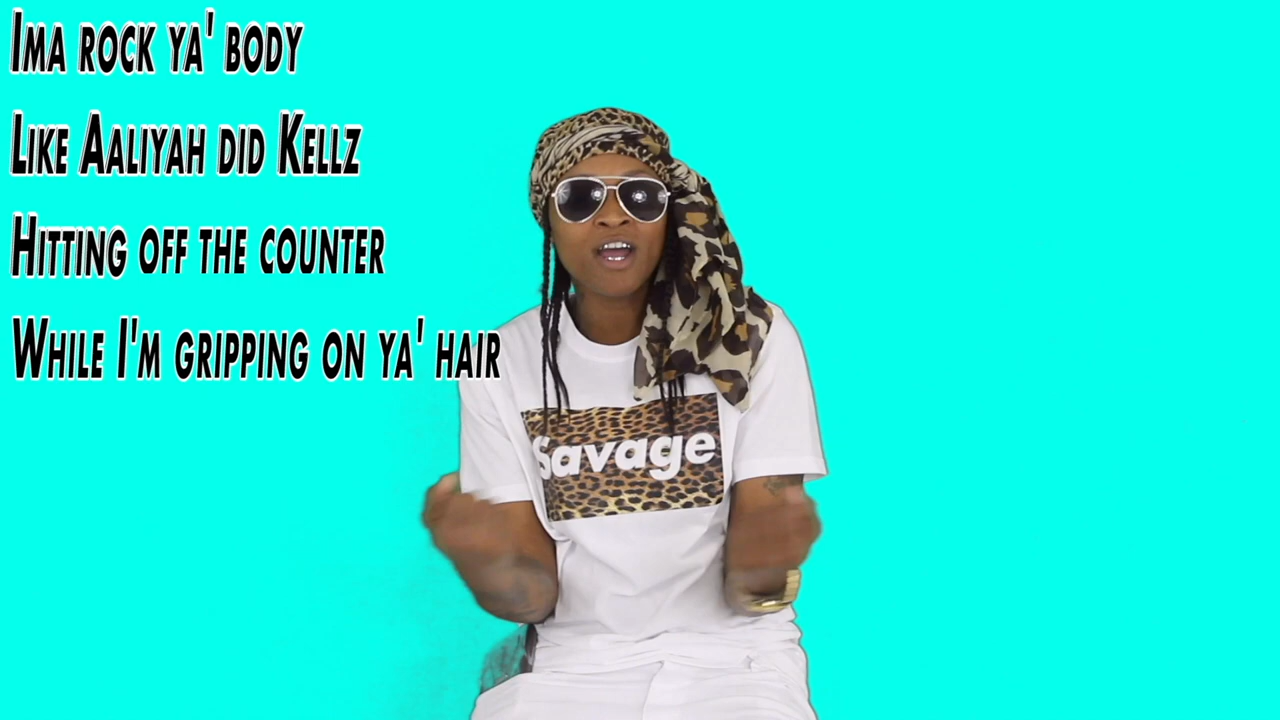 Ima rock ya' body
Like Aaliyah did Kellz
Hitting off the counter
While I'm gripping on ya' hair
Savage